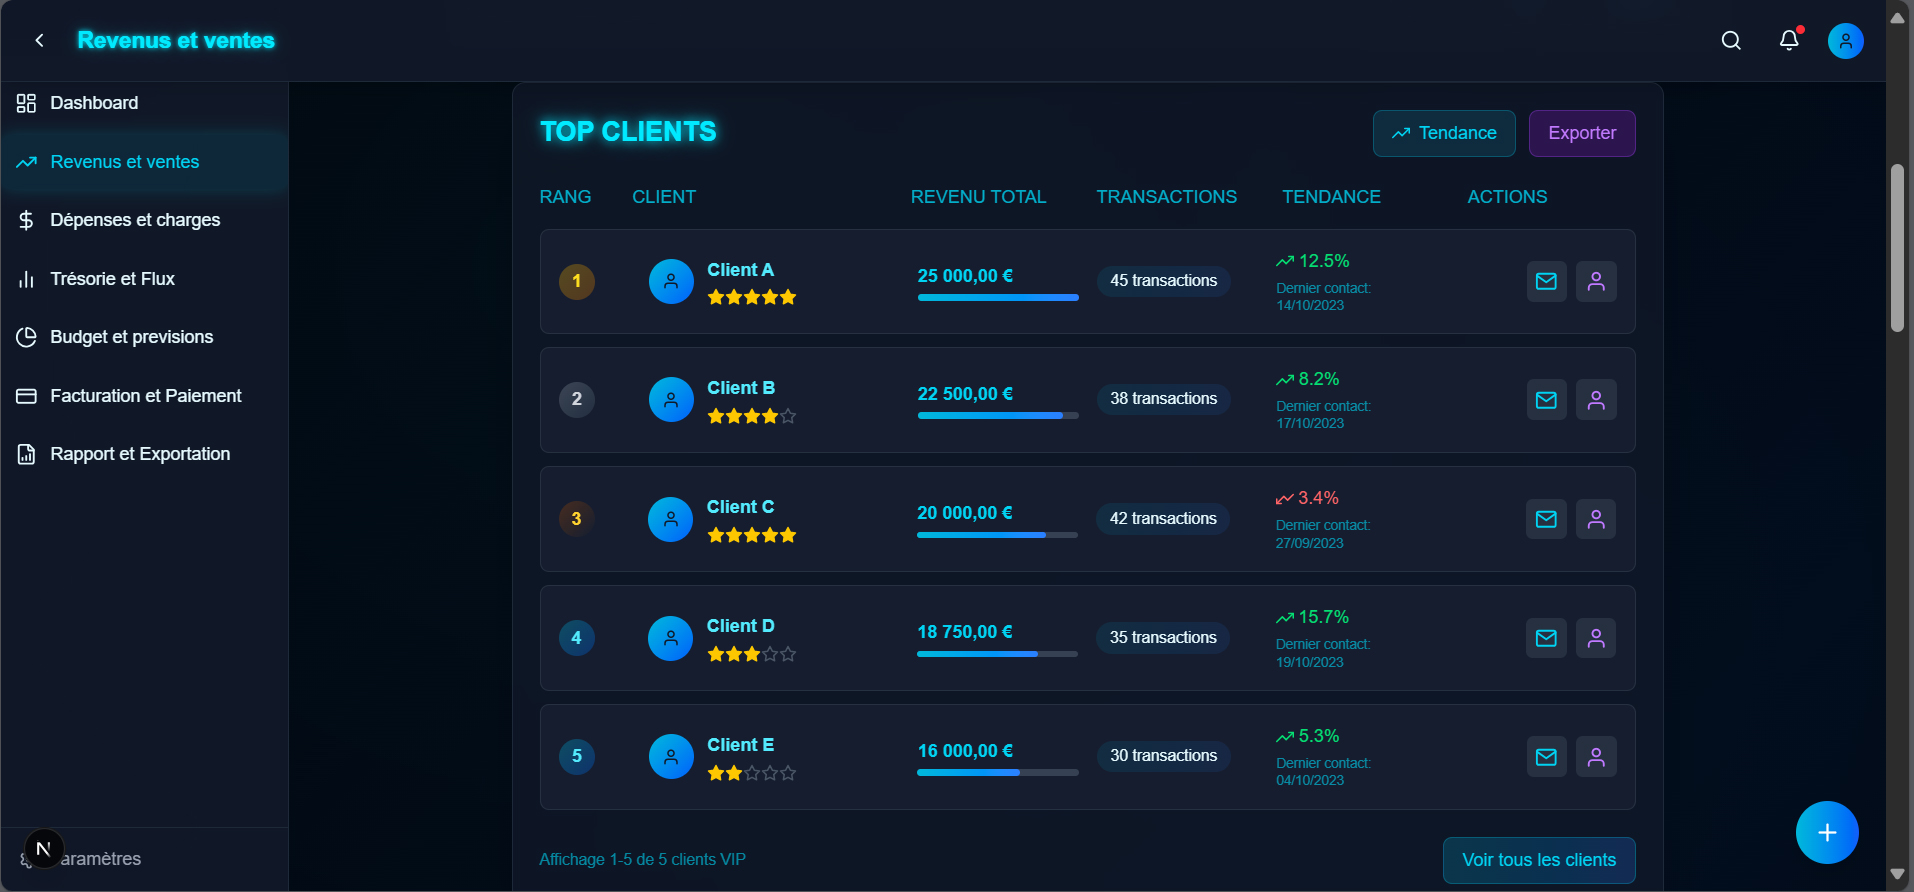 Revenus et ventes
Dashboard
Revenus et ventes
Dépenses et charges
Trésorie et Flux
Budget et previsions
Facturation et Paiement
Rapport et Exportation
N
aramètres
TOP CLIENTS
Tendance
Exporter
RANG CLIENT REVENU TOTAL TRANSACTIONS TENDANCE ACTIONS
1
Client A
25 000,00 €
45 transactions
12.5%
Dernier contact:
14/10/2023
2
Client B
22 500,00 €
38 transactions
8.2%
Dernier contact:
17/10/2023
3
Client C
20 000,00 €
42 transactions
3.4%
Dernier contact:
27/09/2023
4
Client D
18 750,00 €
35 transactions
15.7%
Dernier contact:
19/10/2023
5
Client E
16 000,00 €
30 transactions
5.3%
Dernier contact:
04/10/2023
Affichage 1-5 de 5 clients VIP
Voir tous les clients